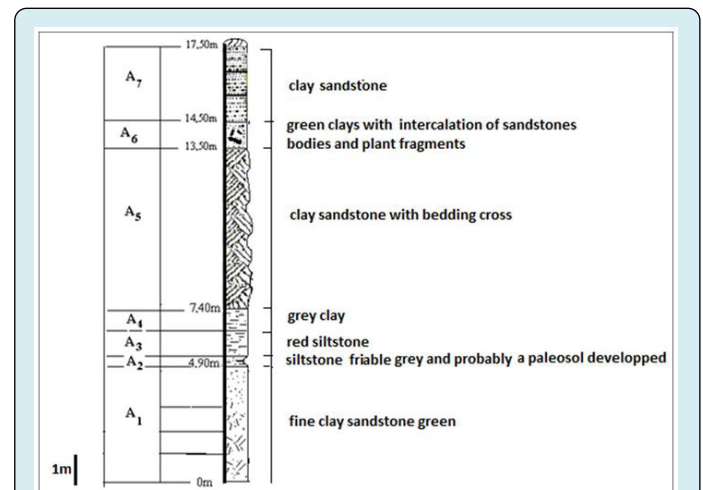 17,50m
A7
clay sandstone
14,50m
A6
green clays with intercalation of sandstones
bodies and plant fragments
13,50m
A5
clay sandstone with bedding cross
7,40m
A4
grey clay
A3
red siltstone
A2
4,90m
siltstone friable grey and probably a paleosol developped
A1
fine clay sandstone green
1m
0m